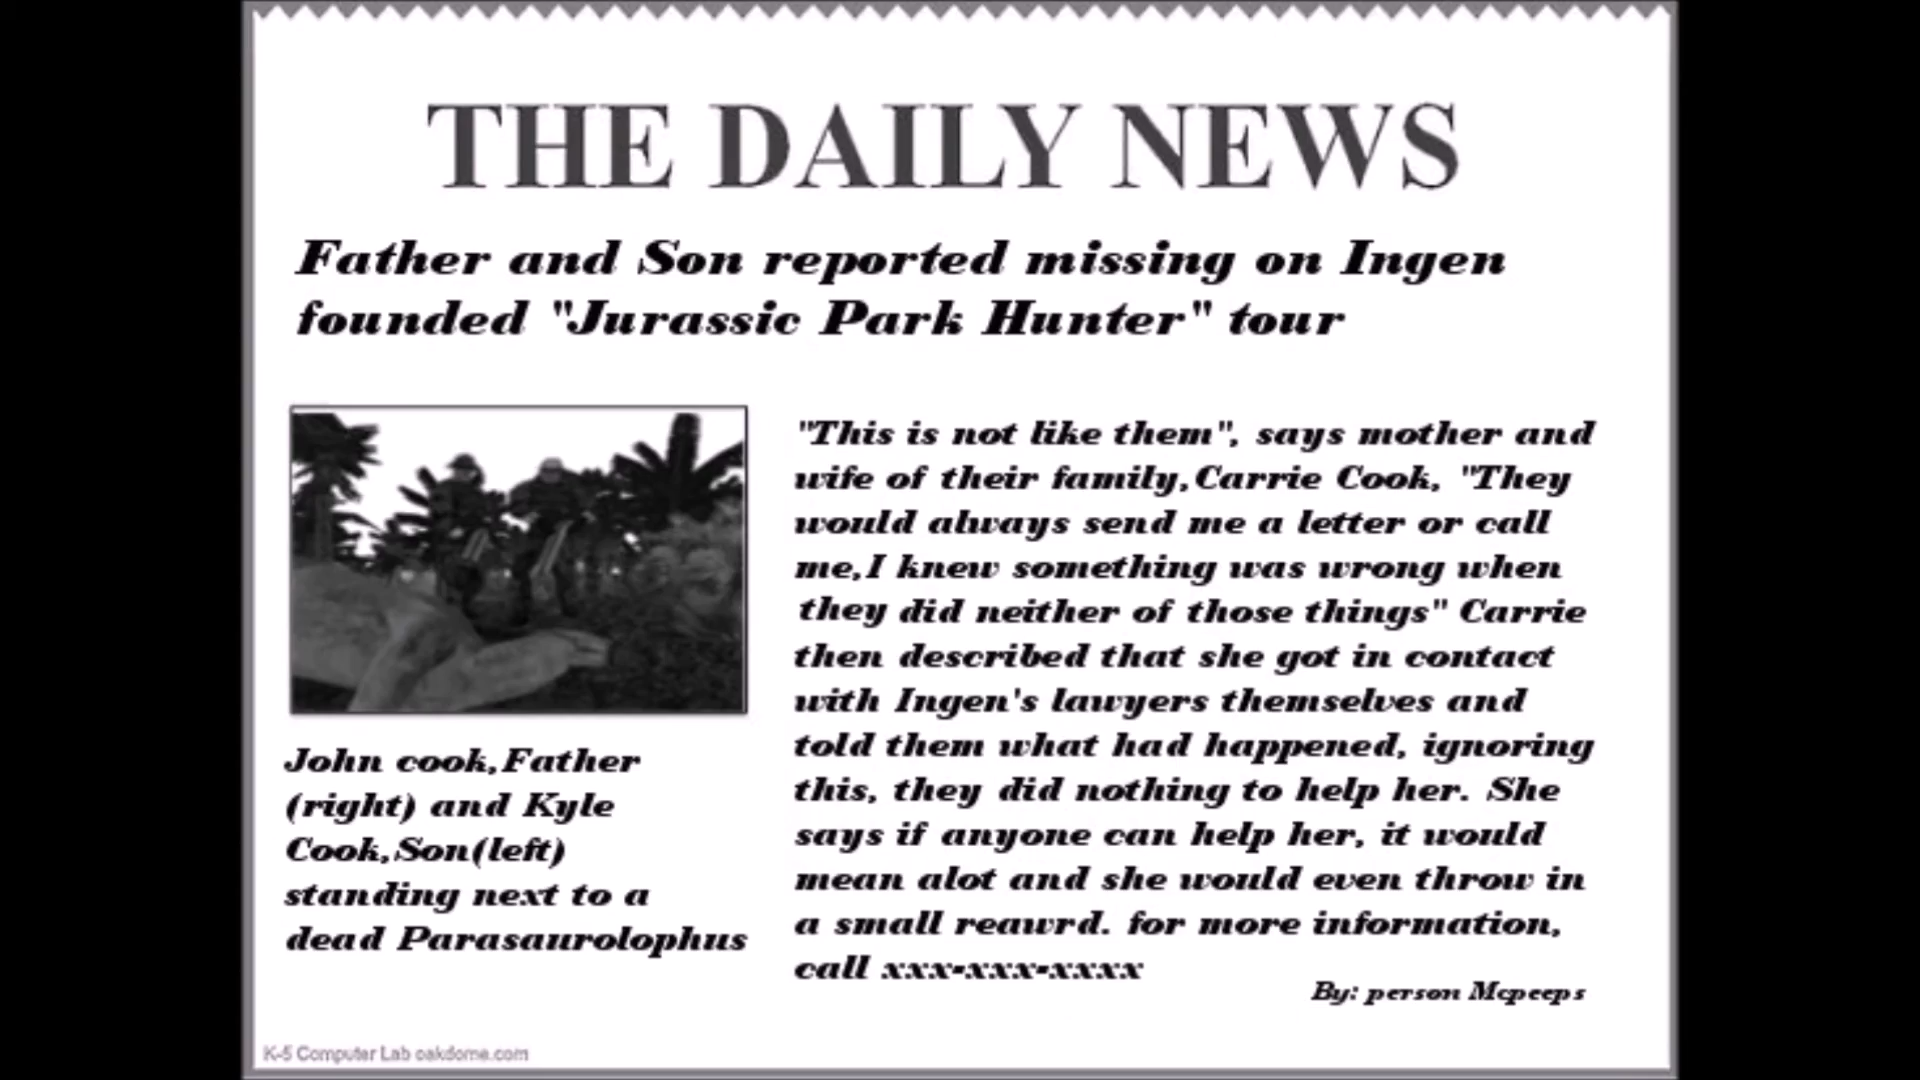 THE DAILY NEWS
Father and Son reported missing on Ingen
founded "Jurassic Park Hunter" tour
John cook,Father
(right) and Kyle
Cook,Son(left)
standing next to a
dead Parasaurolophus
"This is not like them", says mother and
wife of their family,Carrie Cook, "They
would always send me a letter or call
me,I knew something was wrong when
they did neither of those things" Carrie
then described that she got in contact
with Ingen's lawyers themselves and
told them what had happened, ignoring
this, they did nothing to help her. She
says if anyone can help her, it would
mean alot and she would even throw in
a small reawrd. for more information,
call xxx-xxx-xxxx
By: person Mcpeeps
K-5 Computer Lab oakdome.com